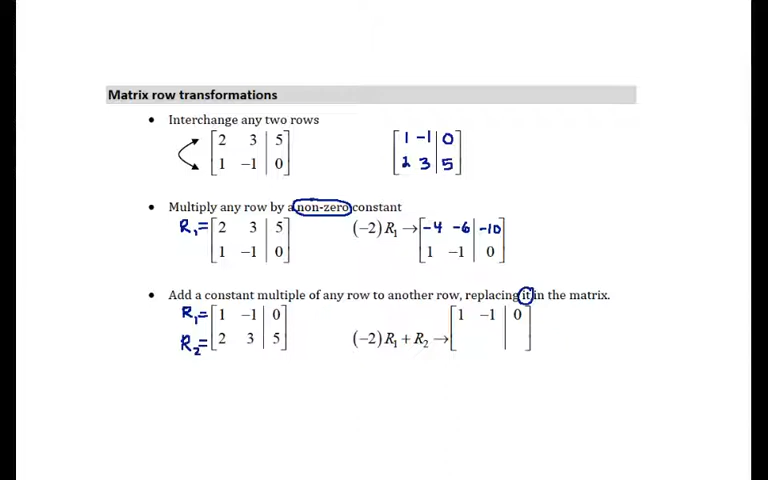 Matrix row transformations
• Interchange any two rows
[2 3 | 5] [1 -1 | 0]
[1 −1 | 0] [2 3 | 5]
• Multiply any row by a non-zero constant
R₁= [2 3 | 5] (−2)R₁ → [-4 -6 | -10]
[1 −1 | 0] [1 −1 | 0]
• Add a constant multiple of any row to another row, replacing it in the matrix.
R₁= [1 −1 | 0] [1 −1 | 0]
R₂= [2 3 | 5] (−2)R₁ + R₂ → [ | ]